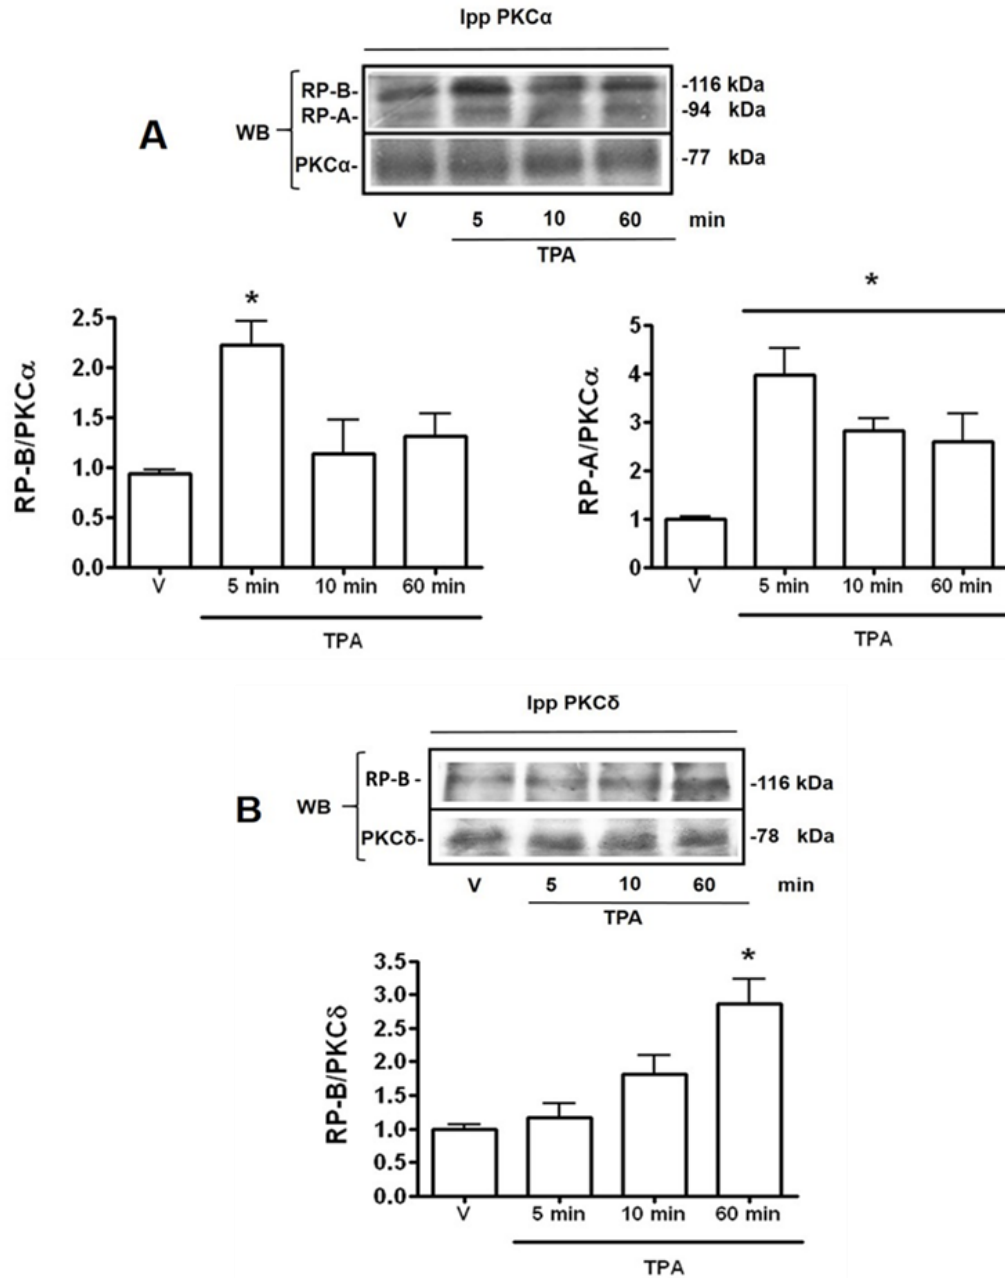 Ipp PKCα
A
WB
RP-B-
RP-A-
PKCα-
-116 kDa
-94 kDa
-77 kDa
V 5 10 60 min
TPA
RP-B/PKCα
2.5
2.0
1.5
1.0
0.5
0.0
*
V 5 min 10 min 60 min
TPA
RP-A/PKCα
5
4
3
2
1
0
*
V 5 min 10 min 60 min
TPA
Ipp PKCδ
B
WB
RP-B -
PKCδ-
-116 kDa
-78 kDa
V 5 10 60 min
TPA
RP-B/PKCδ
3.5
3.0
2.5
2.0
1.5
1.0
0.5
0.0
*
V 5 min 10 min 60 min
TPA